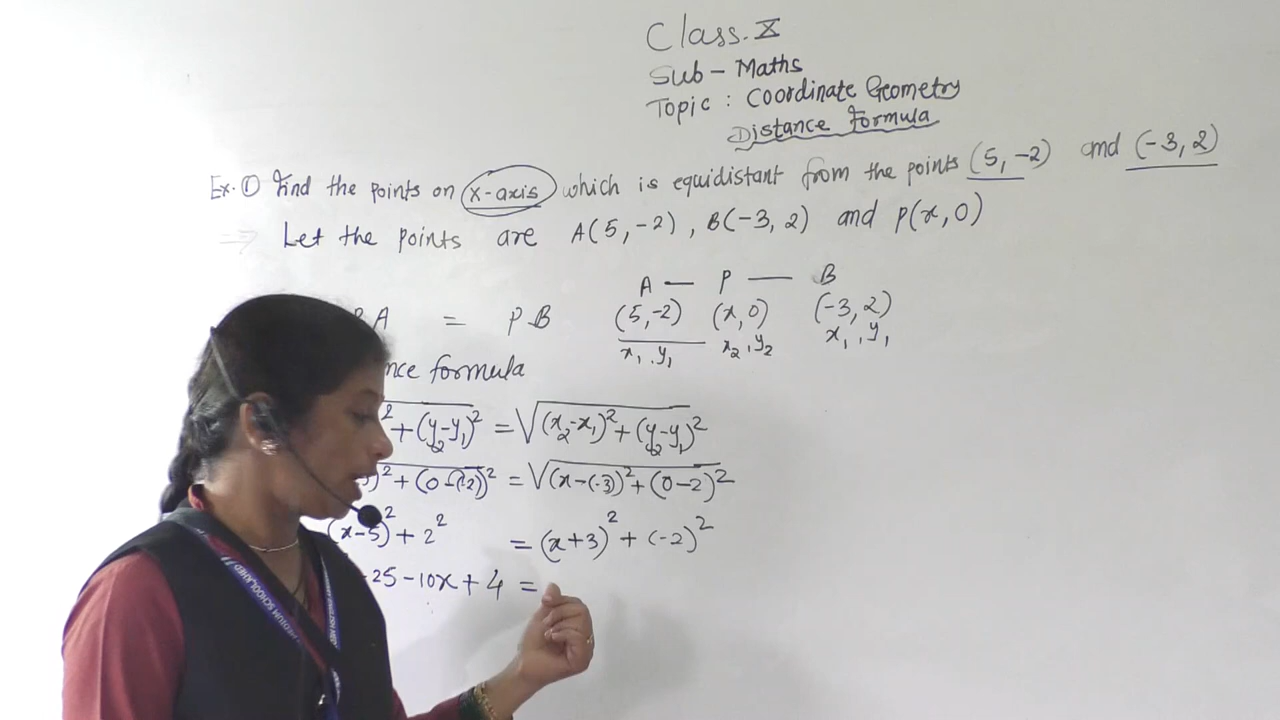 Class. X
Sub - Maths
Topic : Coordinate Geometry
Distance Formula
Ex. ① Find the points on x-axis which is equidistant from the points (5, -2) and (-3, 2)
⇒ Let the points are A(5, -2), B(-3, 2) and P(x, 0)
A — P — B
A = PB (5, -2) (x, 0) (-3, 2)
x₁, y₁ x₂, y₂ x₁, y₁
formula
² + (y₂-y₁)² = √(x₂-x₁)² + (y₂-y₁)²
)² + (0-(-2))² = √(x-(-3))² + (0-2)²
(x-5)² + 2² = (x+3)² + (-2)²
25 - 10x + 4 =
MEDIUM SCHOOL